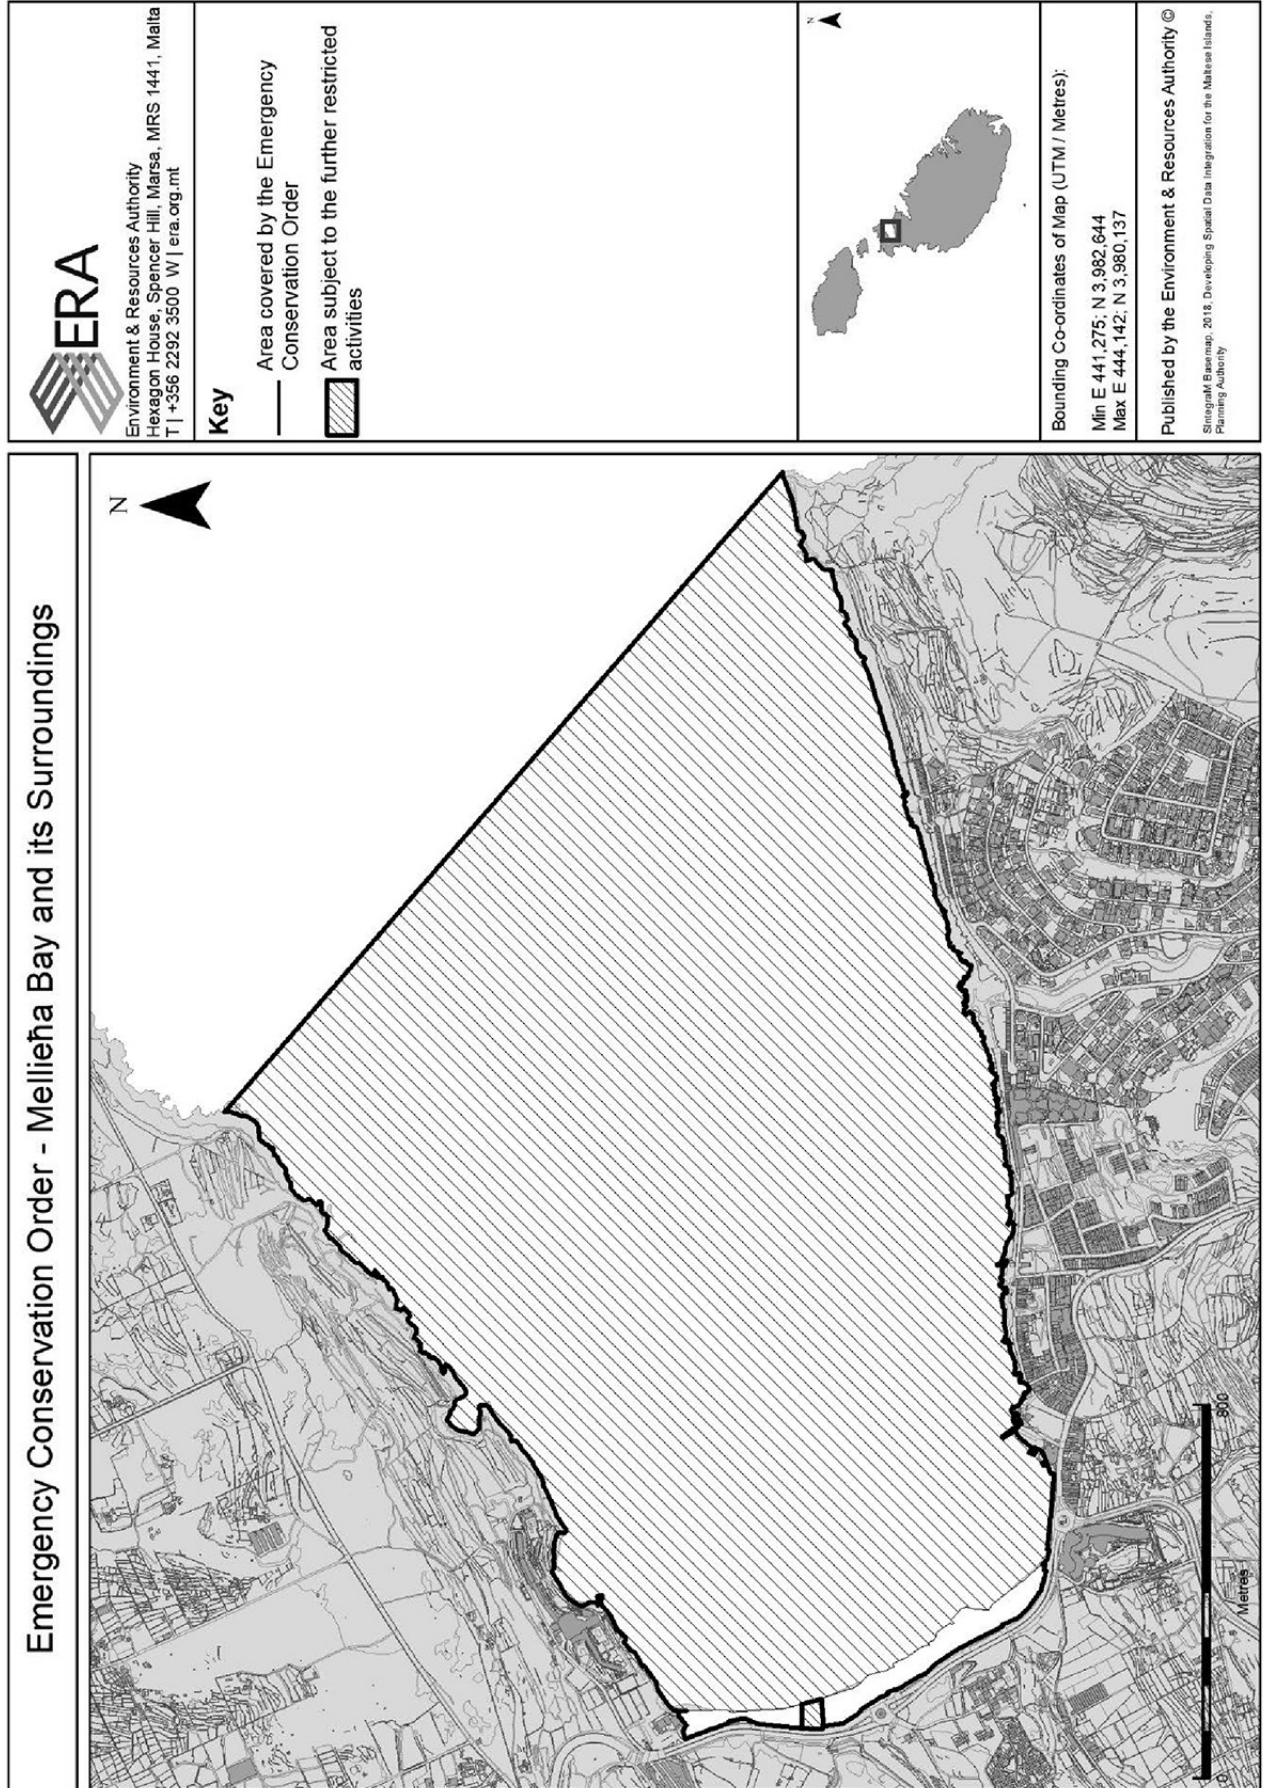 Emergency Conservation Order - Mellieħa Bay and its Surroundings
N
0
800
Metres
ERA
Environment & Resources Authority
Hexagon House, Spencer Hill, Marsa, MRS 1441, Malta
T | +356 2292 3500 W | era.org.mt
Key
Area covered by the Emergency
Conservation Order
Area subject to the further restricted
activities
N
Bounding Co-ordinates of Map (UTM / Metres):
Min E 441,275; N 3,982,644
Max E 444,142; N 3,980,137
Published by the Environment & Resources Authority ©
SIntegraM Basemap, 2018, Developing Spatial Data Integration for the Maltese Islands,
Planning Authority